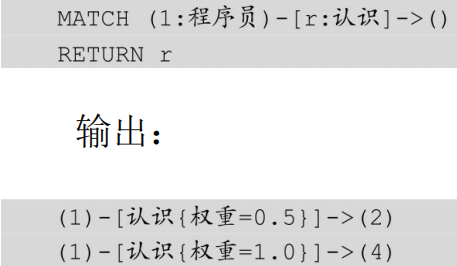 MATCH (1:程序员)-[r:认识]->()
RETURN r
输出：
(1)-[认识{权重=0.5}]->(2)
(1)-[认识{权重=1.0}]->(4)